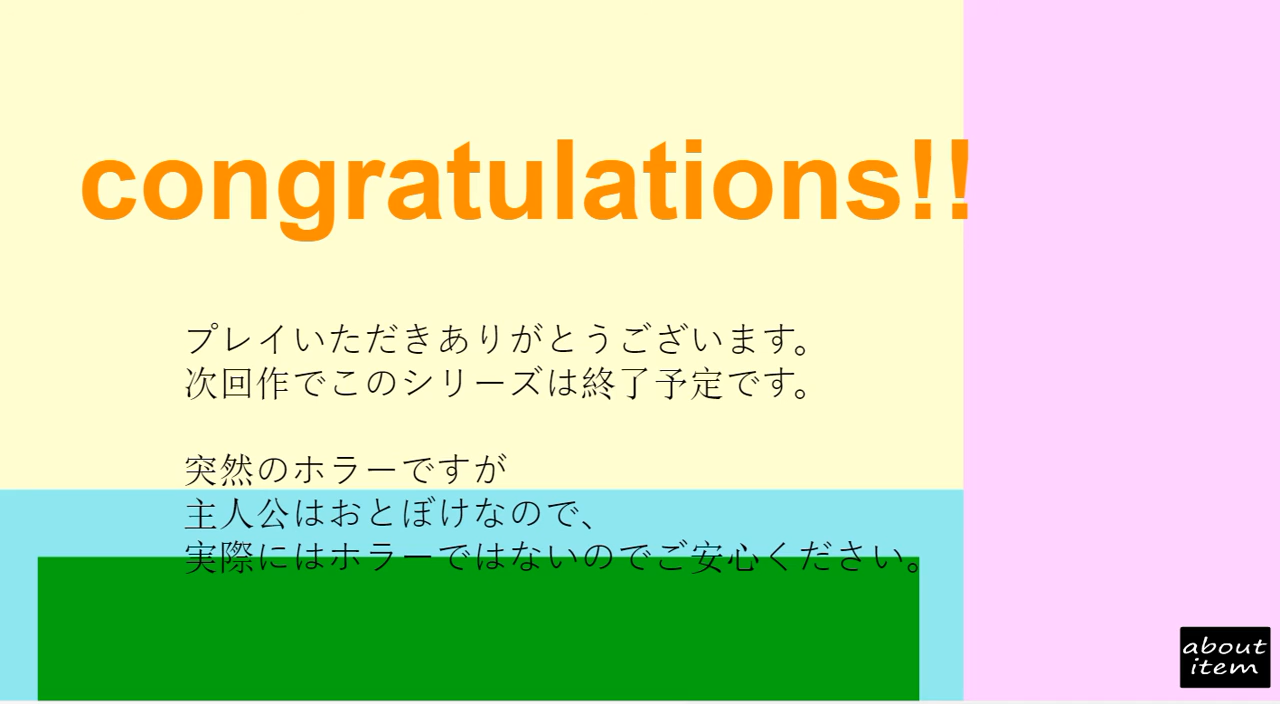 congratulations!!
プレイいただきありがとうございます。
次回作でこのシリーズは終了予定です。
突然のホラーですが
主人公はおとぼけなので、
実際にはホラーではないのでご安心ください。
about
item